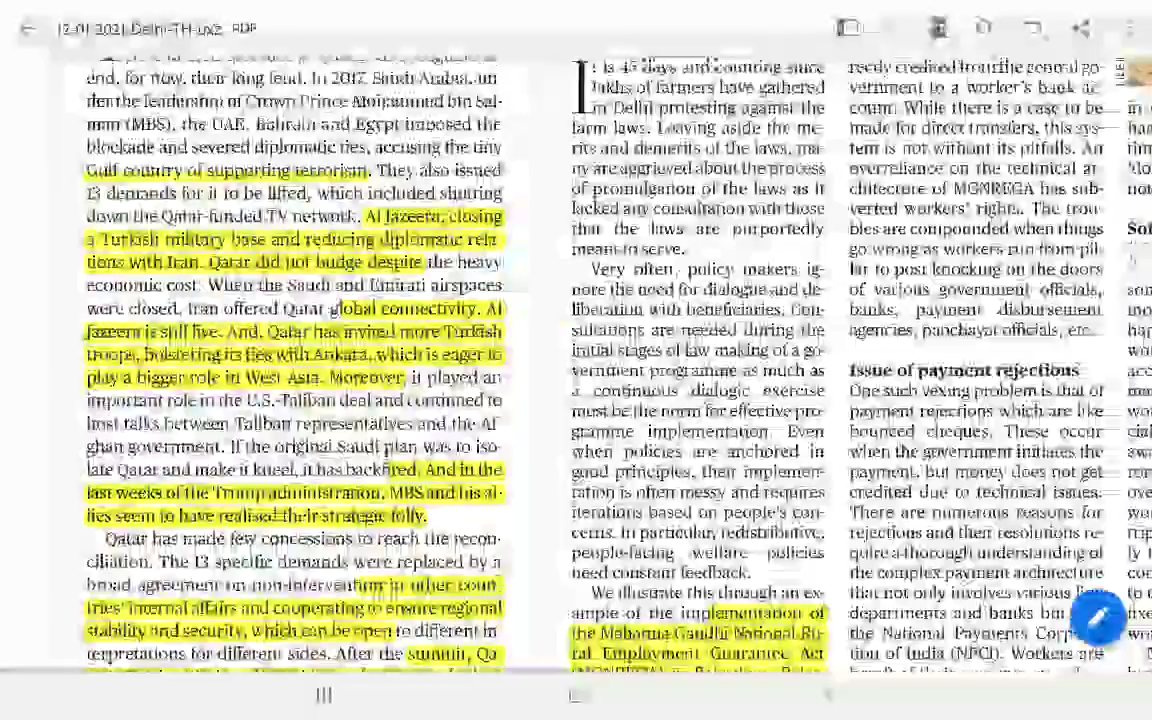 12-01-2021 Delhi-TH-
PDF
end, for now, their long feud. In 2017, Saudi Arabia, un-
der the leadership of Crown Prince Mohammed bin Sal-
man (MBS), the UAE, Bahrain and Egypt imposed the
blockade and severed diplomatic ties, accusing the tiny
Gulf country of supporting terrorism. They also issued
13 demands for it to be lifted, which included shutting
down the Qatar-funded TV network, Al Jazeera, closing
a Turkish military base and reducing diplomatic rela-
tions with Iran. Qatar did not budge despite the heavy
economic cost. When the Saudi and Emirati airspaces
were closed, Iran offered Qatar global connectivity. Al
Jazeera is still live. And, Qatar has invited more Turkish
troops, bolstering its ties with Ankara, which is eager to
play a bigger role in West Asia. Moreover, it played an
important role in the U.S.-Taliban deal and continued to
host talks between Taliban representatives and the Af-
ghan government. If the original Saudi plan was to iso-
late Qatar and make it kneel, it has backfired. And in the
last weeks of the Trump administration, MBS and his al-
lies seem to have realised their strategic folly.
Qatar has made few concessions to reach the recon-
ciliation. The 13 specific demands were replaced by a
broad agreement on non-intervention in other coun-
tries' internal affairs and cooperating to ensure regional
stability and security, which can be open to different in-
terpretations for different sides. After the summit, Qa-
It is 45 days and counting since
lakhs of farmers have gathered
in Delhi protesting against the
farm laws. Leaving aside the me-
rits and demerits of the laws, ma-
ny are aggrieved about the process
of promulgation of the laws as it
lacked any consultation with those
that the laws are purportedly
meant to serve.
Very often, policy makers ig-
nore the need for dialogue and de-
liberation with beneficiaries. Con-
sultations are needed during the
initial stages of law making of a go-
vernment programme as much as
a continuous dialogic exercise
must be the norm for effective pro-
gramme implementation. Even
when policies are anchored in
good principles, their implemen-
tation is often messy and requires
iterations based on people's con-
cerns. In particular, redistributive,
people-facing welfare policies
need constant feedback.
We illustrate this through an ex-
ample of the implementation of
the Mahatma Gandhi National Ru-
ral Employment Guarantee Act
rectly credited from the general go-
vernment to a worker's bank ac-
count. While there is a case to be
made for direct transfers, this sys-
tem is not without its pitfalls. An
overreliance on the technical ar-
chitecture of MGNREGA has sub-
verted workers' rights. The trou-
bles are compounded when things
go wrong as workers run from pil-
lar to post knocking on the doors
of various government officials,
banks, payment disbursement
agencies, panchayat officials, etc.
Issue of payment rejections
One such vexing problem is that of
payment rejections which are like
bounced cheques. These occur
when the government initiates the
payment, but money does not get
credited due to technical issues.
There are numerous reasons for
rejections and their resolutions re-
quire a thorough understanding of
the complex payment architecture
that not only involves various
departments and banks but
the National Payments Corp
tion of India (NPCI). Workers are